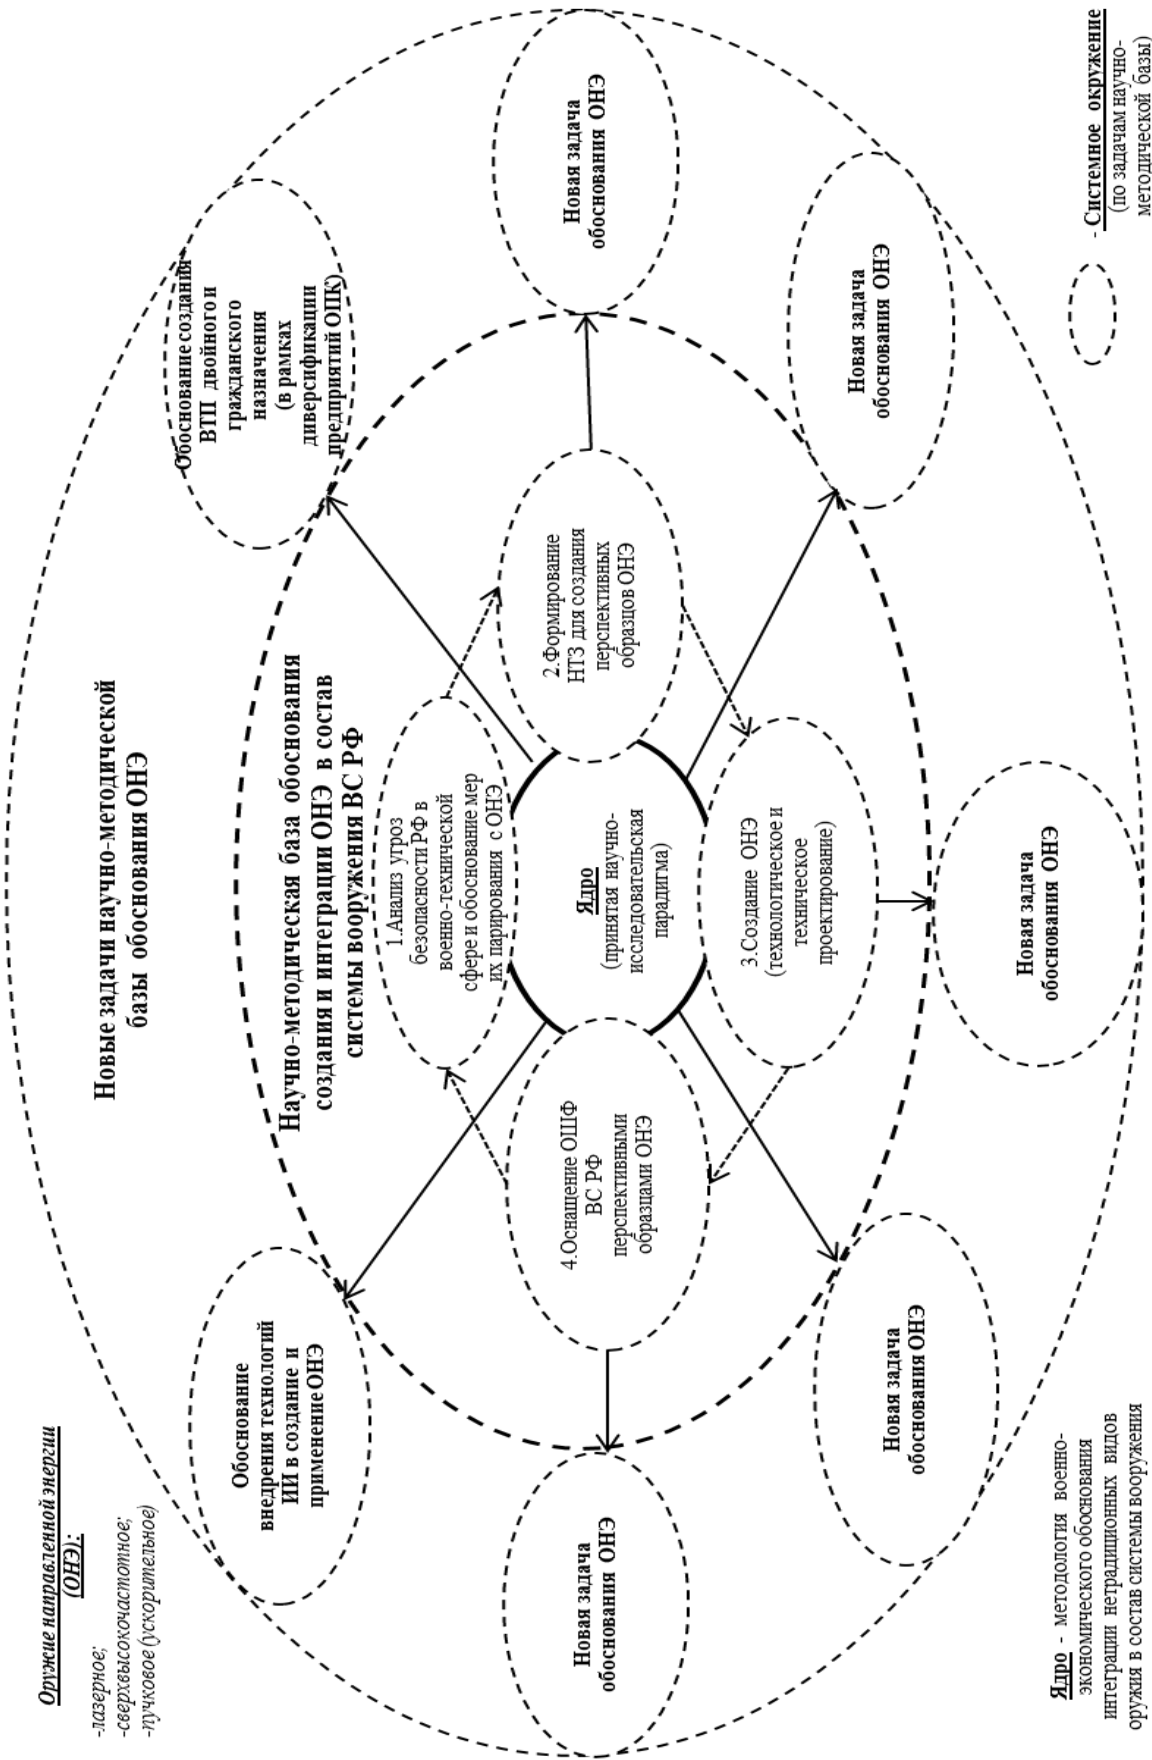 Оружие направленной энергии
(ОНЭ):
-лазерное;
-сверхвысокочастотное;
-пучковое (ускорительное)
Новые задачи научно-методической
базы обоснования ОНЭ
Обоснование
внедрения технологий
ИИ в создание и
применение ОНЭ
Обоснование создания
ВТП двойного и
гражданского
назначения
(в рамках
диверсификации
предприятий ОПК)
Научно-методическая база обоснования
создания и интеграции ОНЭ в состав
системы вооружения ВС РФ
1.Анализ угроз
безопасности РФ в
военно-технической
сфере и обоснование мер
их парирования с ОНЭ
Новая задача
обоснования ОНЭ
4.Оснащение ОШФ
ВС РФ
перспективными
образцами ОНЭ
Ядро
(принятая научно-
исследовательская
парадигма)
2.Формирование
НТЗ для создания
перспективных
образцов ОНЭ
Новая задача
обоснования ОНЭ
3.Создание ОНЭ
(технологическое и
техническое
проектирование)
Новая задача
обоснования ОНЭ
Новая задача
обоснования ОНЭ
Новая задача
обоснования ОНЭ
Ядро - методология военно-
экономического обоснования
интеграции нетрадиционных видов
оружия в состав системы вооружения
- Системное окружение
(по задачам научно-
методической базы)